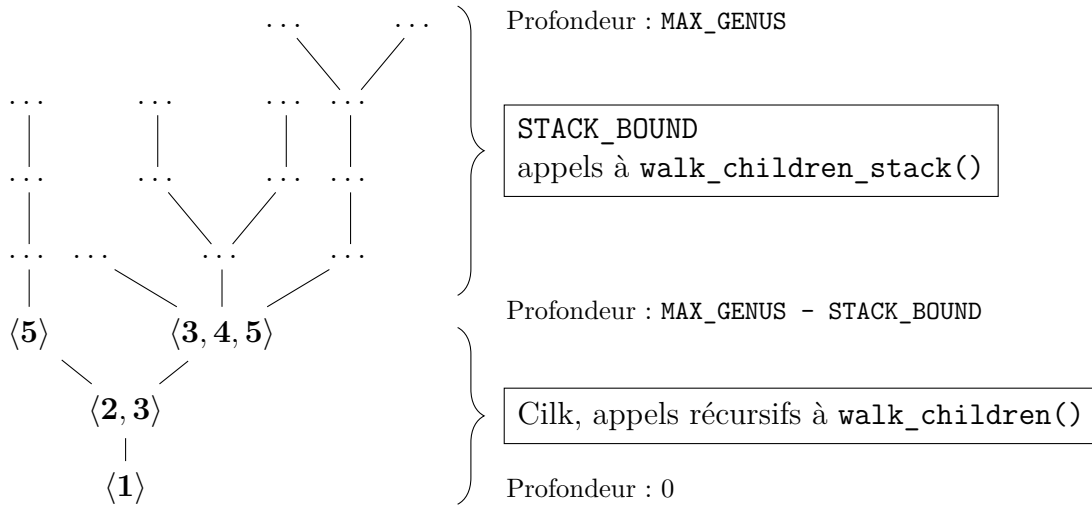 ... ...
Profondeur : MAX_GENUS
... ... ... ...
STACK_BOUND
appels à walk_children_stack()
... ... ... ...
... ... ... ...
Profondeur : MAX_GENUS - STACK_BOUND
⟨5⟩ ⟨3, 4, 5⟩
⟨2, 3⟩
Cilk, appels récursifs à walk_children()
⟨1⟩
Profondeur : 0